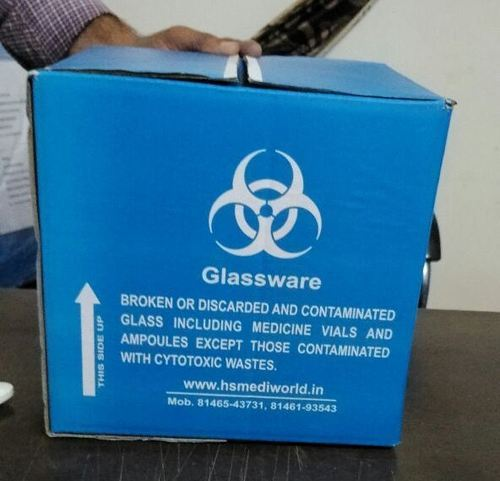 Glassware
BROKEN OR DISCARDED AND CONTAMINATED
GLASS INCLUDING MEDICINE VIALS AND
AMPOULES EXCEPT THOSE CONTAMINATED
WITH CYTOTOXIC WASTES.
THIS SIDE UP
www.hsmediworld.in
Mob. 81465-43731, 81461-93543